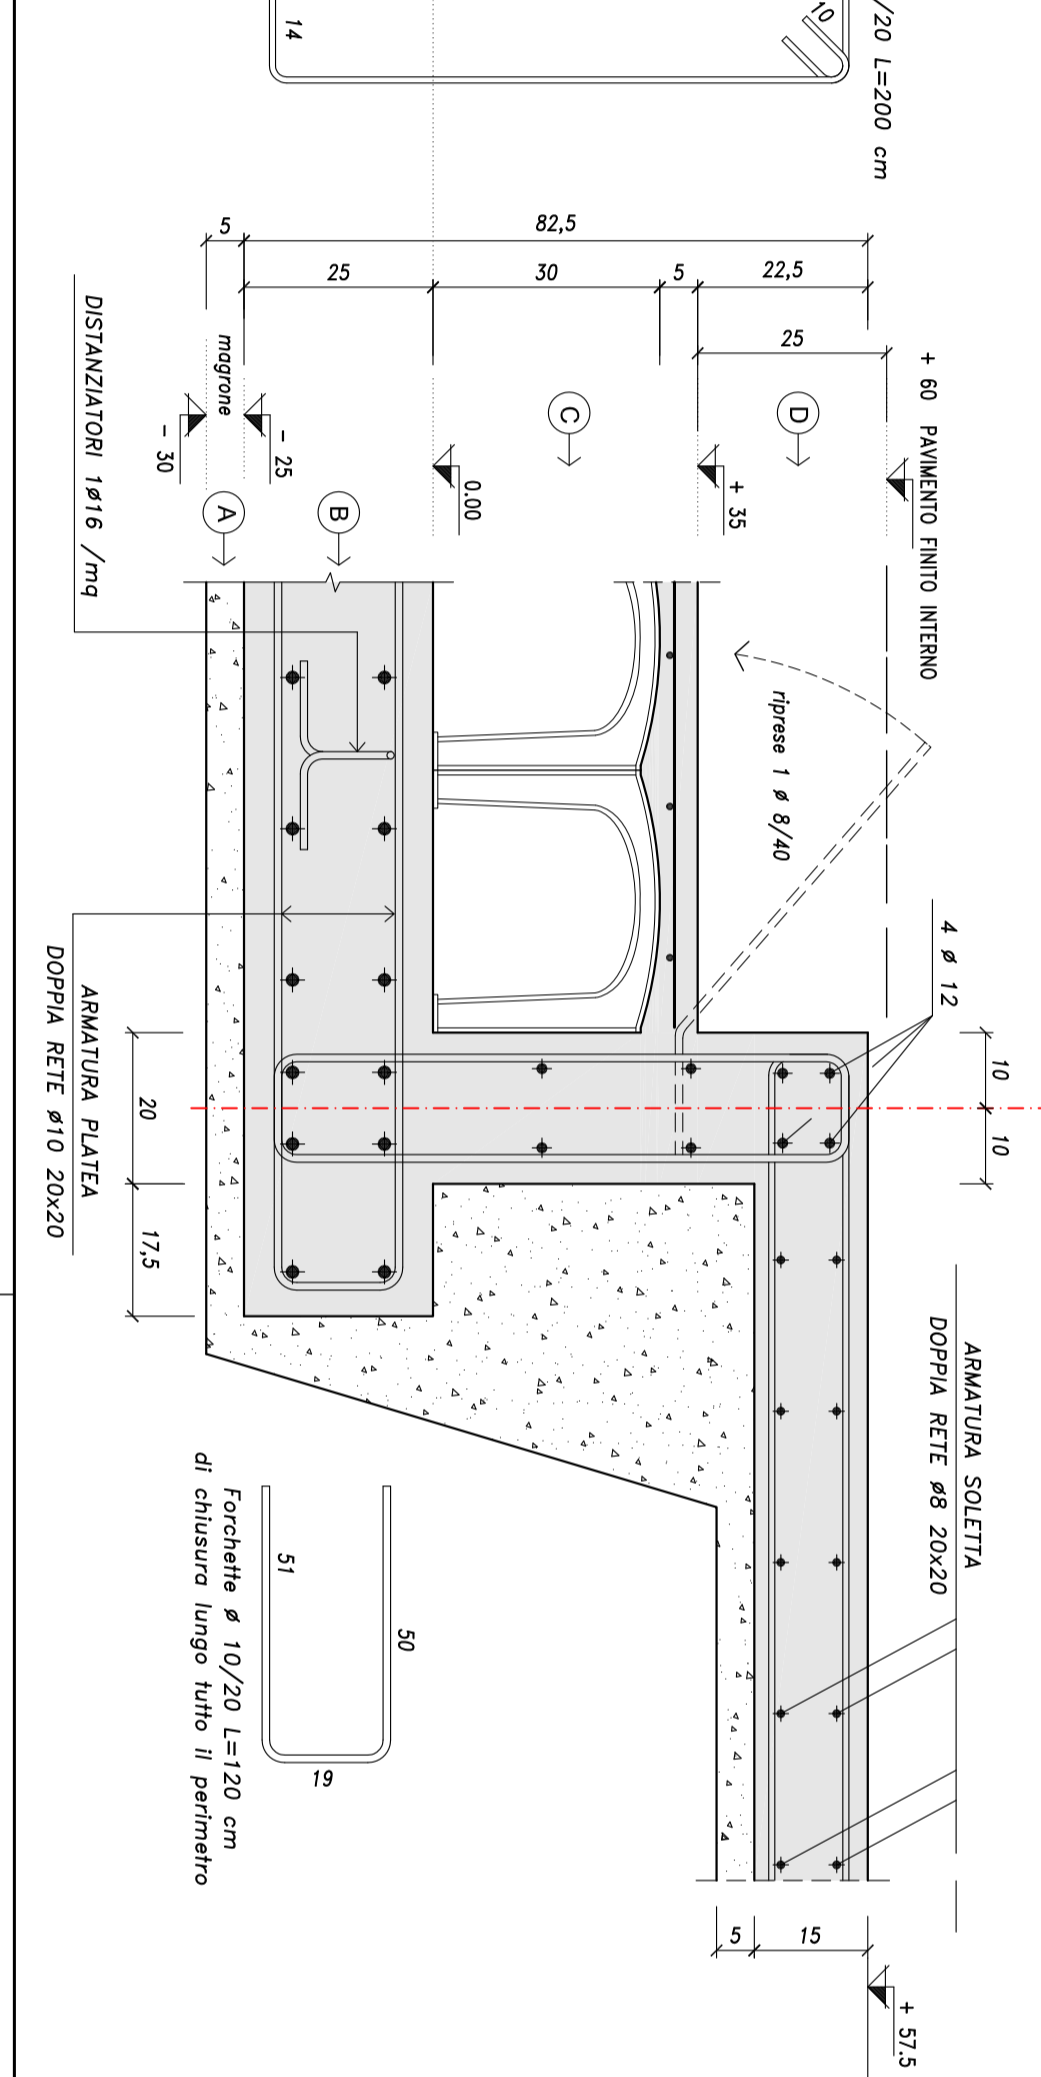 /20 L=200 cm
10
14
82,5
5
25
30
5
22,5
25
+ 60 PAVIMENTO FINITO INTERNO
D
C
B
A
+ 35
0.00
- 25
magrone
- 30
DISTANZIATORI 1ø16 /mq
riprese 1 ø 8/40
4 ø 12
10
10
20
17,5
ARMATURA PLATEA
DOPPIA RETE ø10 20x20
ARMATURA SOLETTA
DOPPIA RETE ø8 20x20
50
51
19
Forchette ø 10/20 L=120 cm
di chiusura lungo tutto il perimetro
15
5
+ 57.5